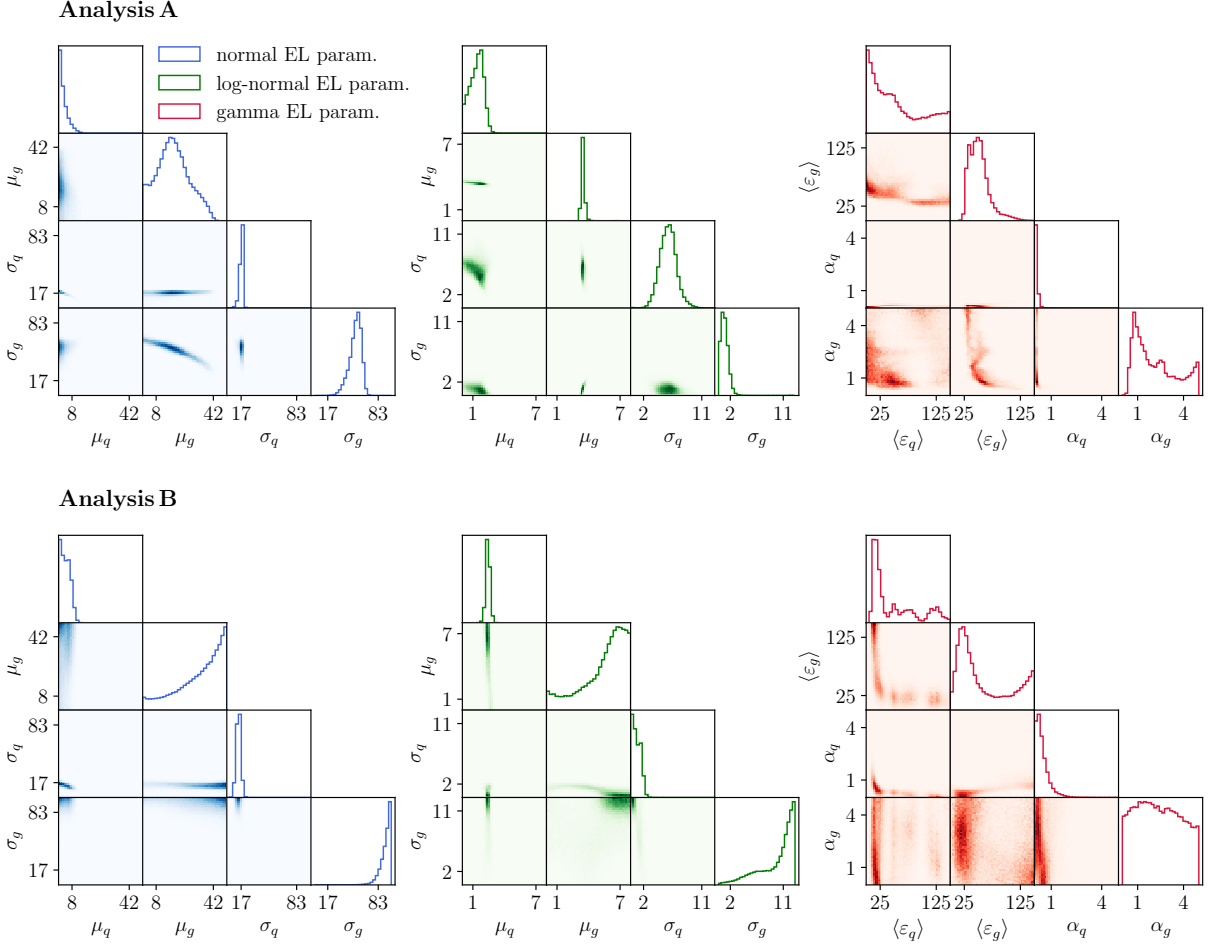 Analysis A
normal EL param.
log-normal EL param.
gamma EL param.
μ_g 42 8
σ_q 83 17
σ_g 83 17
8 42 8 42 17 83 17 83
μ_q μ_g σ_q σ_g
μ_g 7 1
σ_q 11 2
σ_g 11 2
1 7 1 7 2 11 2 11
μ_q μ_g σ_q σ_g
⟨ε_g⟩ 125 25
α_q 4 1
α_g 4 1
25 125 25 125 1 4 1 4
⟨ε_q⟩ ⟨ε_g⟩ α_q α_g
Analysis B
μ_g 42 8
σ_q 83 17
σ_g 83 17
8 42 8 42 17 83 17 83
μ_q μ_g σ_q σ_g
μ_g 7 1
σ_q 11 2
σ_g 11 2
1 7 1 7 2 11 2 11
μ_q μ_g σ_q σ_g
⟨ε_g⟩ 125 25
α_q 4 1
α_g 4 1
25 125 25 125 1 4 1 4
⟨ε_q⟩ ⟨ε_g⟩ α_q α_g